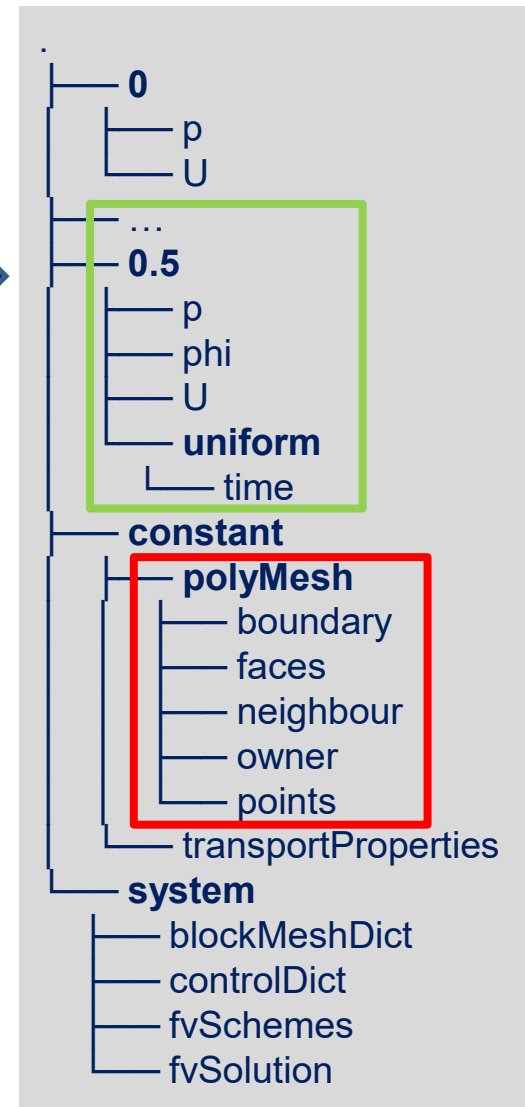 .
0
p
U
...
0.5
p
phi
U
uniform
time
constant
polyMesh
boundary
faces
neighbour
owner
points
transportProperties
system
blockMeshDict
controlDict
fvSchemes
fvSolution